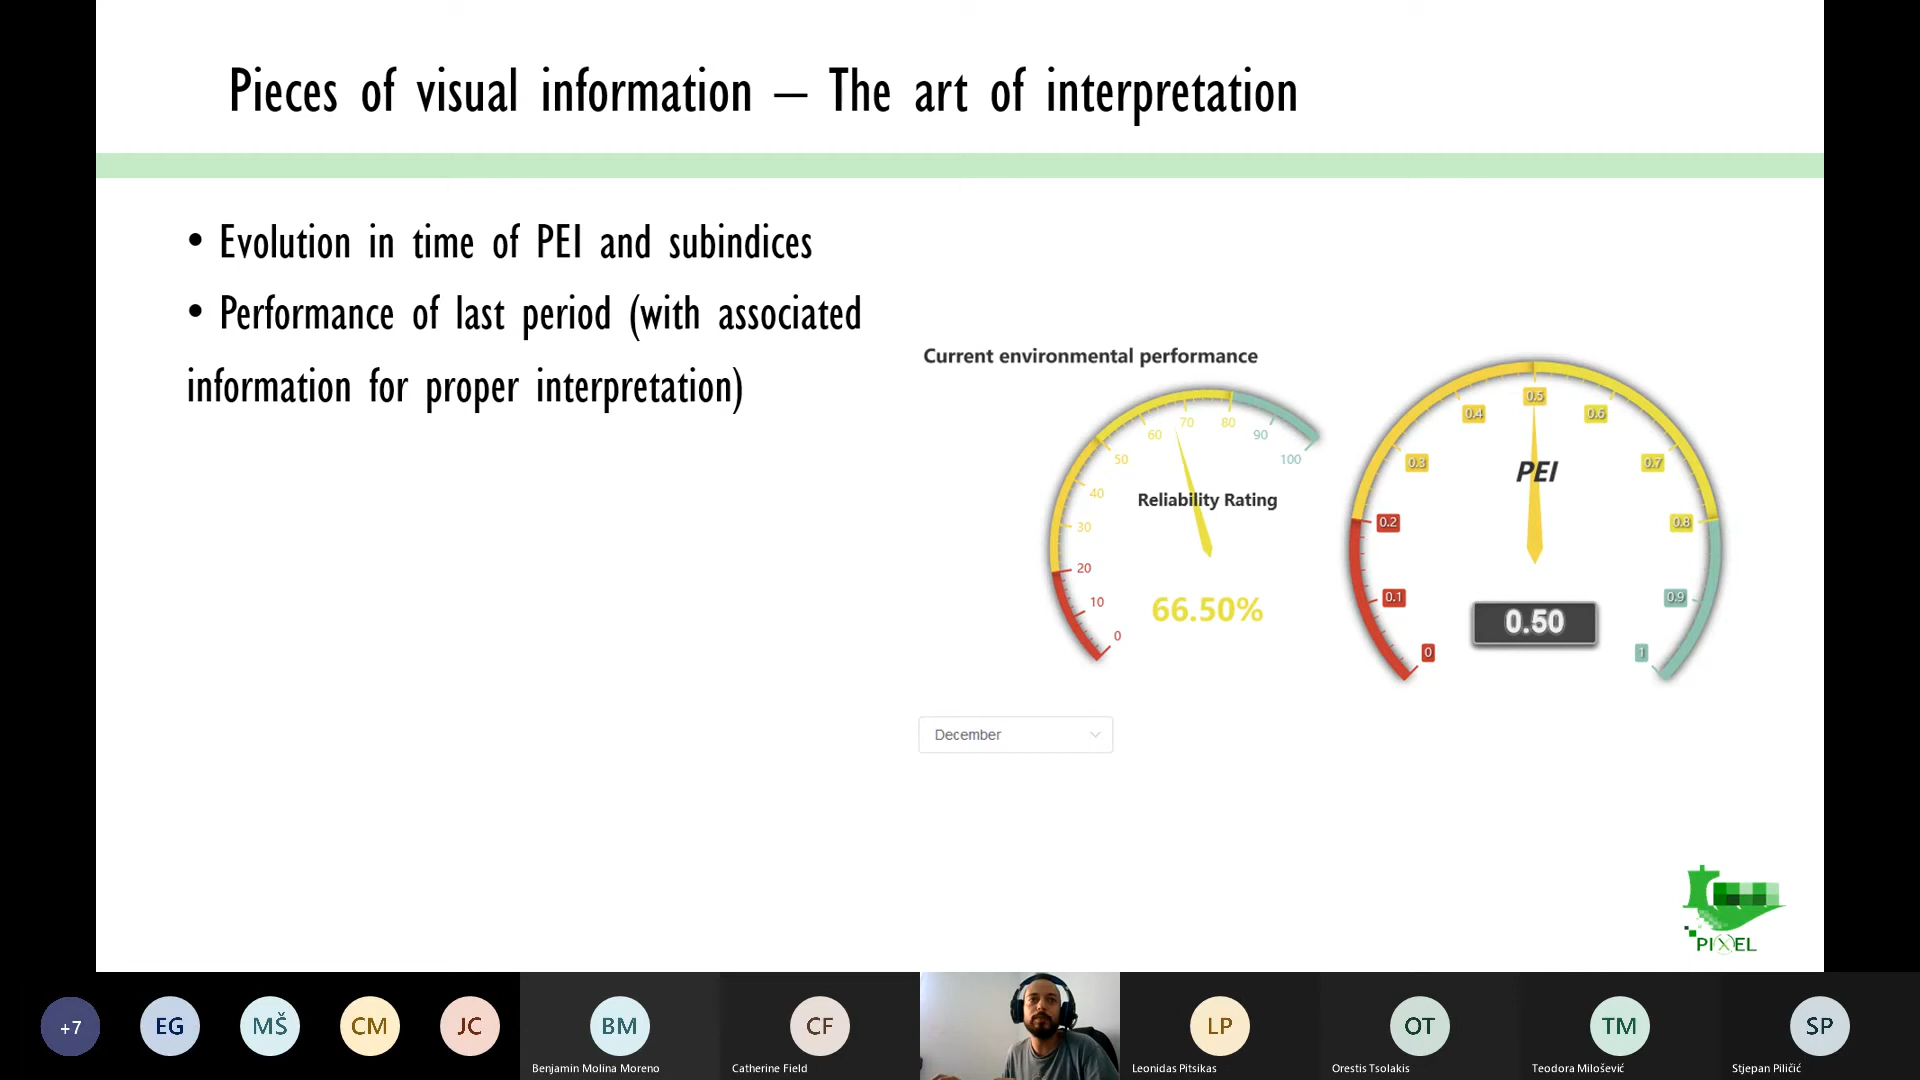 Pieces of visual information – The art of interpretation
• Evolution in time of PEI and subindices
• Performance of last period (with associated
information for proper interpretation)
Current environmental performance
0
10
20
30
40
50
60
70
80
90
100
Reliability Rating
66.50%
0
0.1
0.2
0.3
0.4
0.5
0.6
0.7
0.8
0.9
1
PEI
0.50
December
PIXEL
+7
EG
MŠ
CM
JC
BM
Benjamin Molina Moreno
CF
Catherine Field
LP
Leonidas Pitsikas
OT
Orestis Tsolakis
TM
Teodora Milošević
SP
Stjepan Piličić